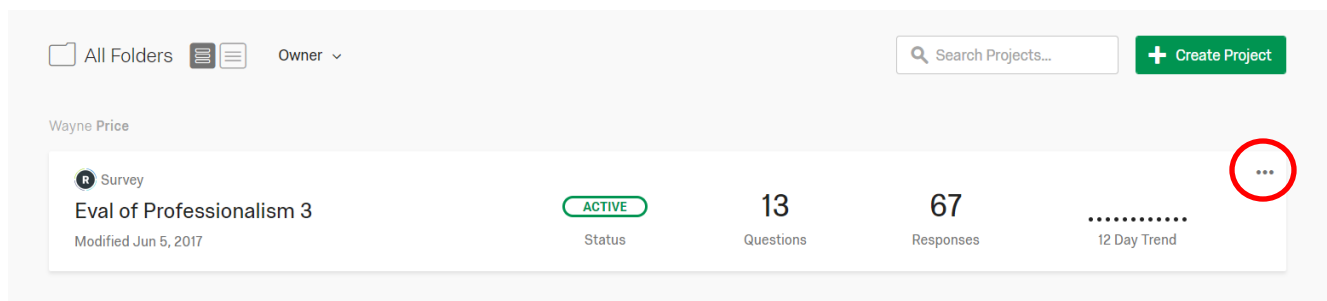 All Folders Owner Search Projects... Create Project
Wayne Price
R Survey
Eval of Professionalism 3
Modified Jun 5, 2017
ACTIVE
Status
13
Questions
67
Responses
12 Day Trend